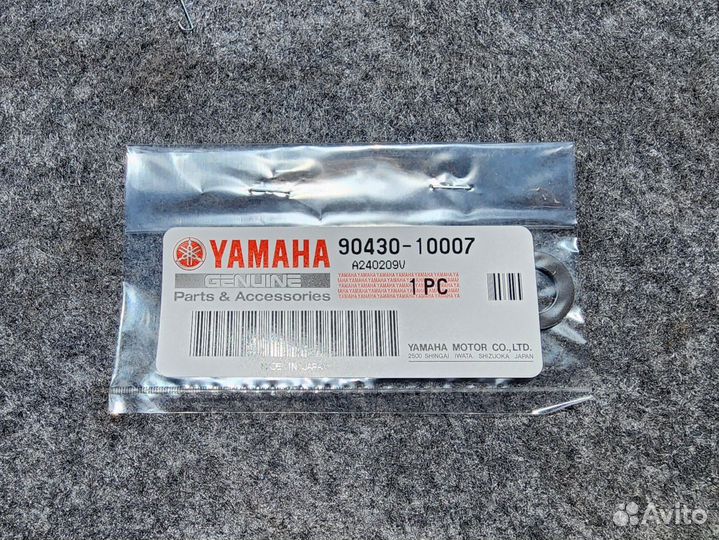 YAMAHA 90430-10007
A240209V
GENUINE
Parts & Accessories
1 PC
YAMAHA MOTOR CO.,LTD.
2500 SHINGAI, IWATA, SHIZUOKA, JAPAN
MADE IN JAPAN
Avito